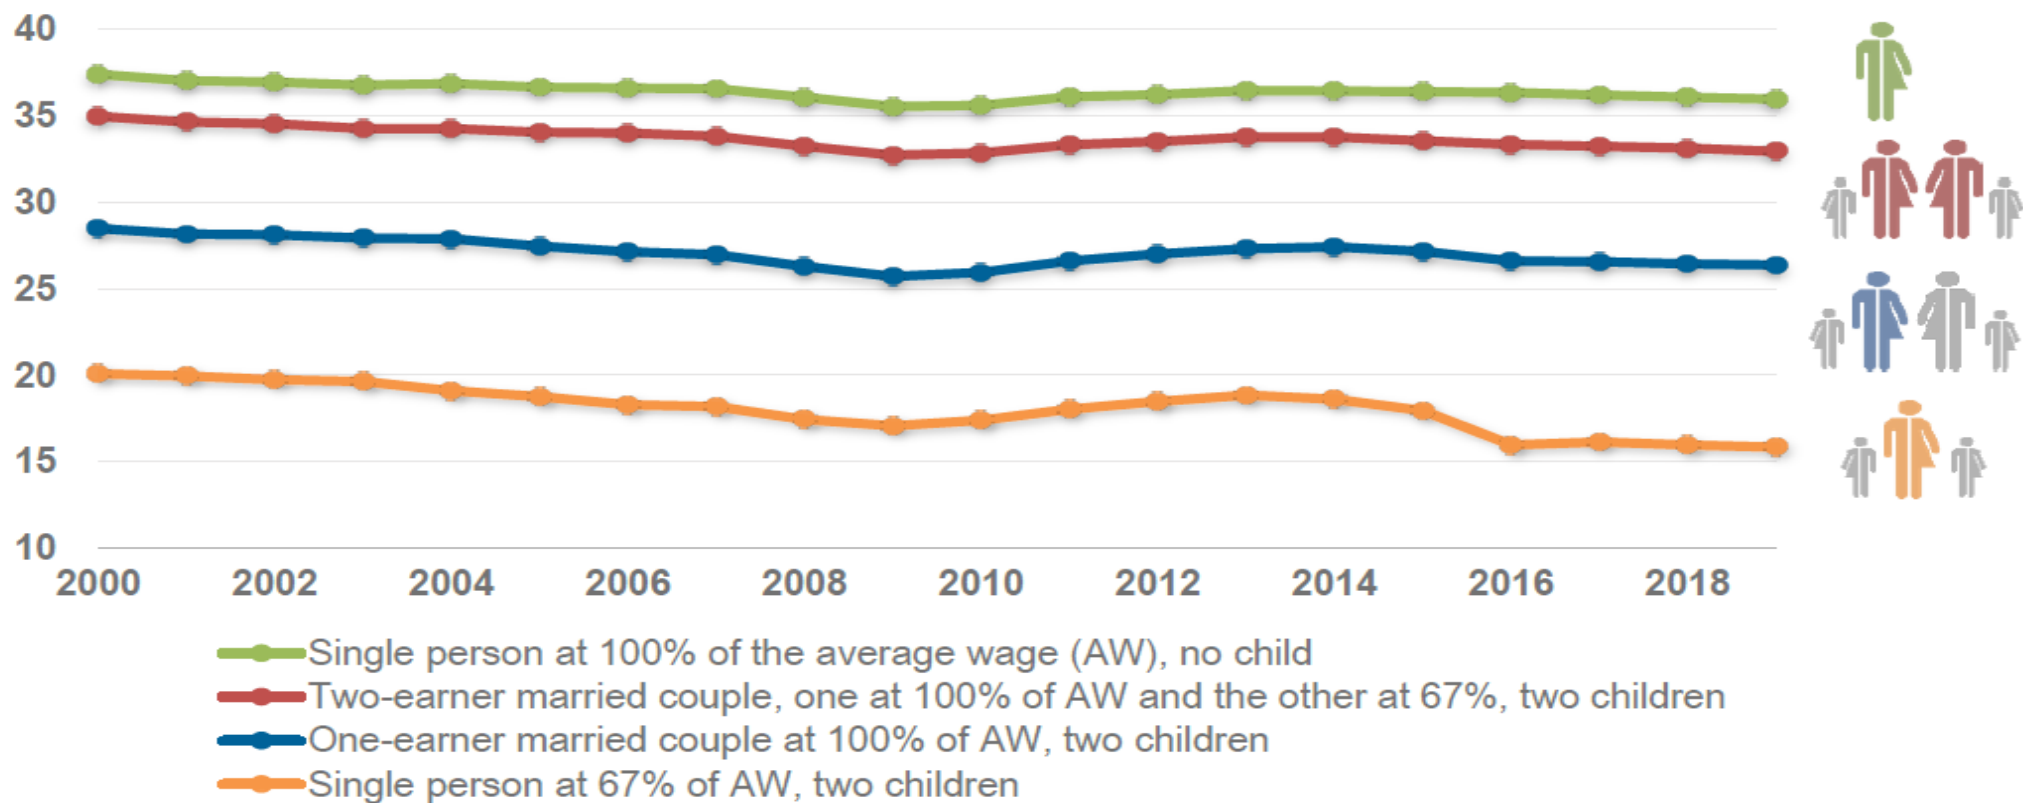 40
35
30
25
20
15
10
2000 2002 2004 2006 2008 2010 2012 2014 2016 2018
Single person at 100% of the average wage (AW), no child
Two-earner married couple, one at 100% of AW and the other at 67%, two children
One-earner married couple at 100% of AW, two children
Single person at 67% of AW, two children